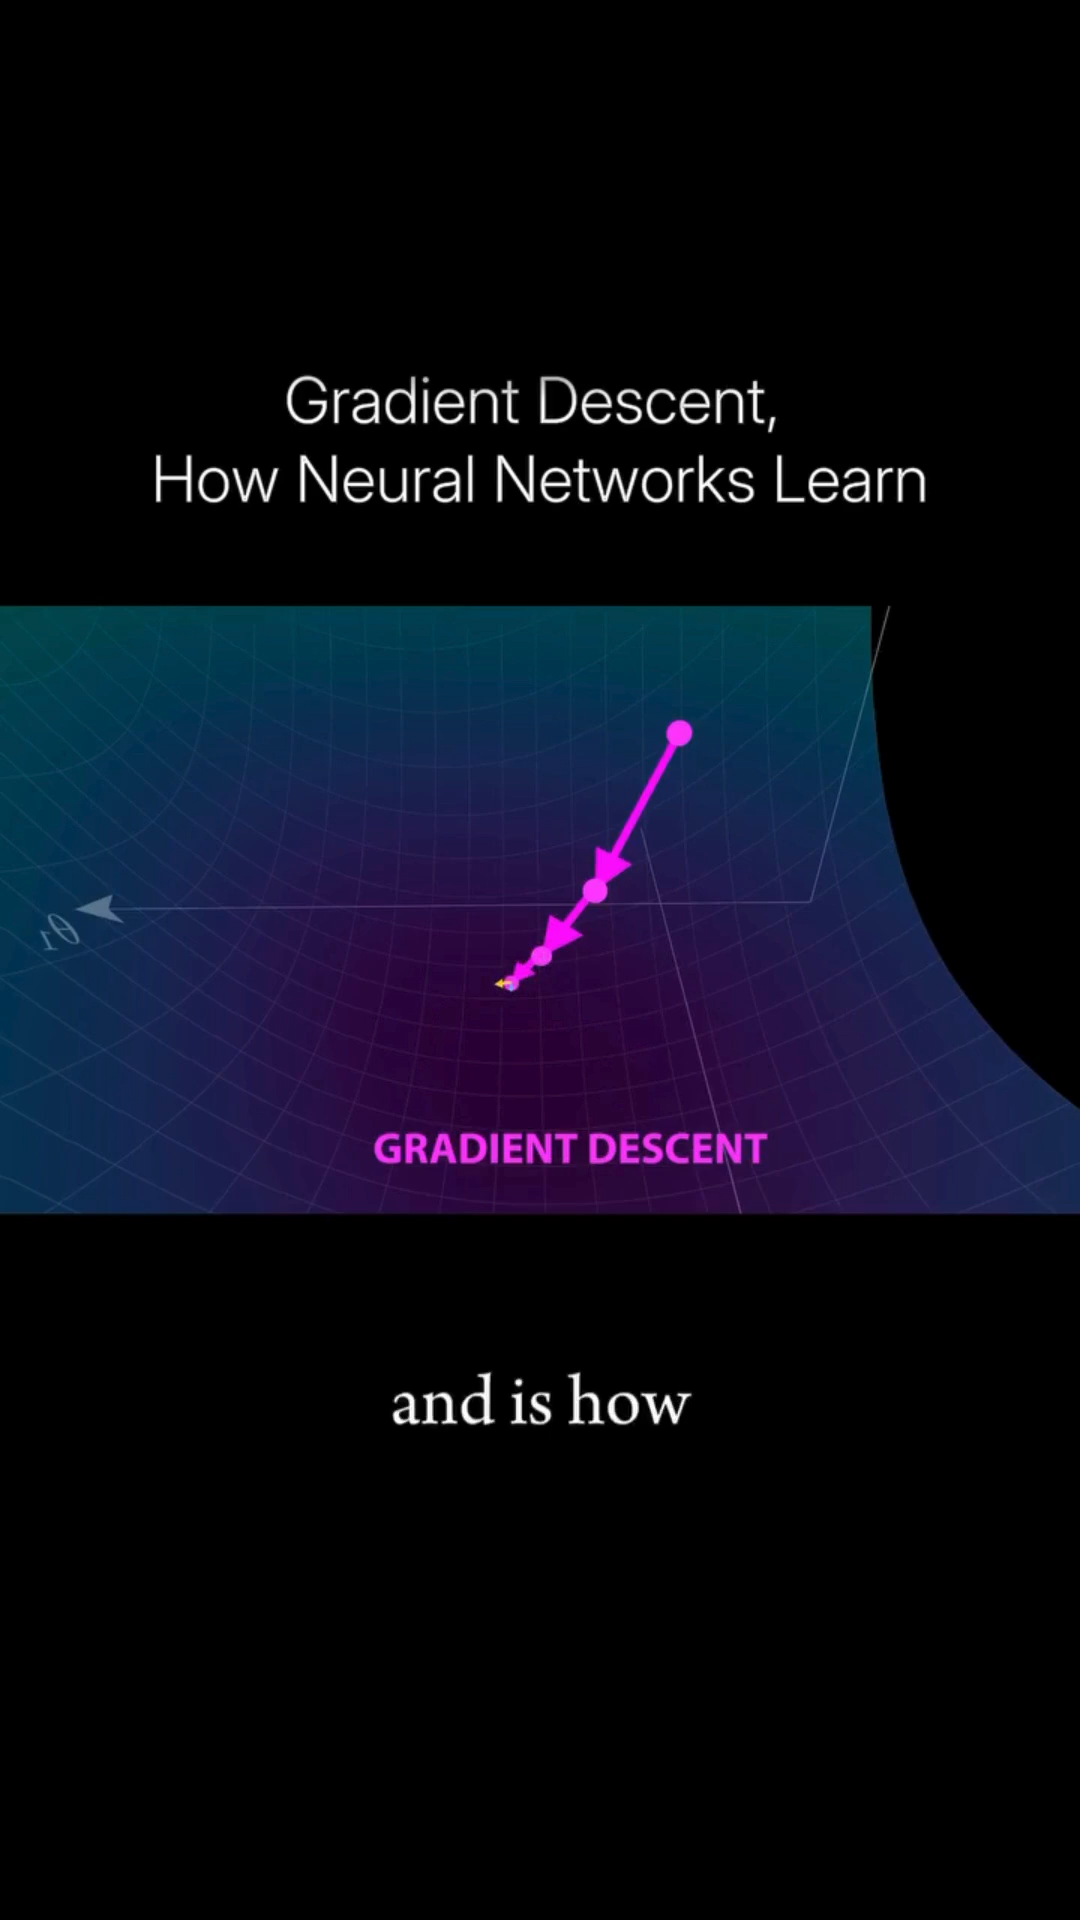 Gradient Descent,
How Neural Networks Learn
θ1
GRADIENT DESCENT
and is how